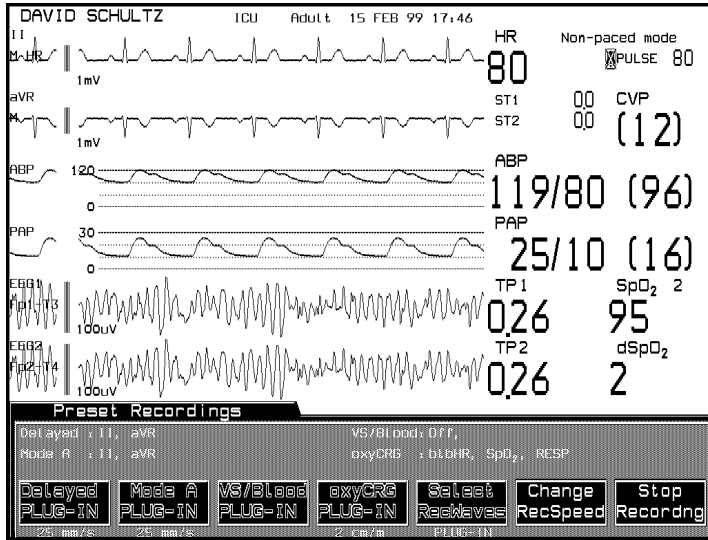 DAVID SCHULTZ ICU Adult 15 FEB 99 17:46
II
M HR
1mV
HR
80
Non-paced mode
PULSE 80
aVR
M
1mV
ST1 0.0
ST2 0.0
CVP
(12)
ABP
120
0
ABP
119/80 (96)
PAP
30
0
PAP
25/10 (16)
EEG1
Fp1-T3
100uV
TP1
0.26
SpO₂ 2
95
EEG2
Fp2-T4
100uV
TP2
0.26
dSpO₂
2
Preset Recordings
Delayed : II, aVR VS/Blood: Off,
Mode A : II, aVR oxyCRG : btbHR, SpO₂, RESP
Delayed PLUG-IN
25 mm/s
Mode A PLUG-IN
25 mm/s
VS/Blood PLUG-IN
oxyCRG PLUG-IN
2 cm/m
Select RecWaves
PLUG-IN
Change RecSpeed
Stop Recordng